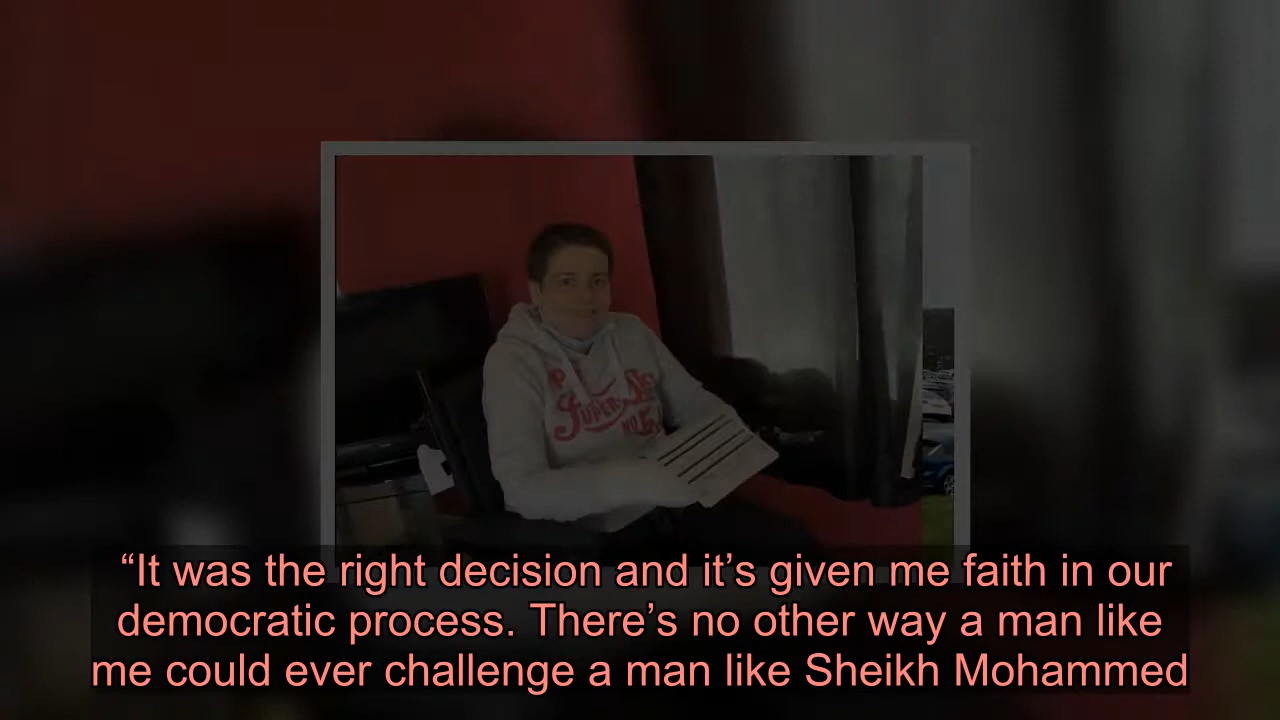 SUPER
“It was the right decision and it’s given me faith in our
democratic process. There’s no other way a man like
me could ever challenge a man like Sheikh Mohammed